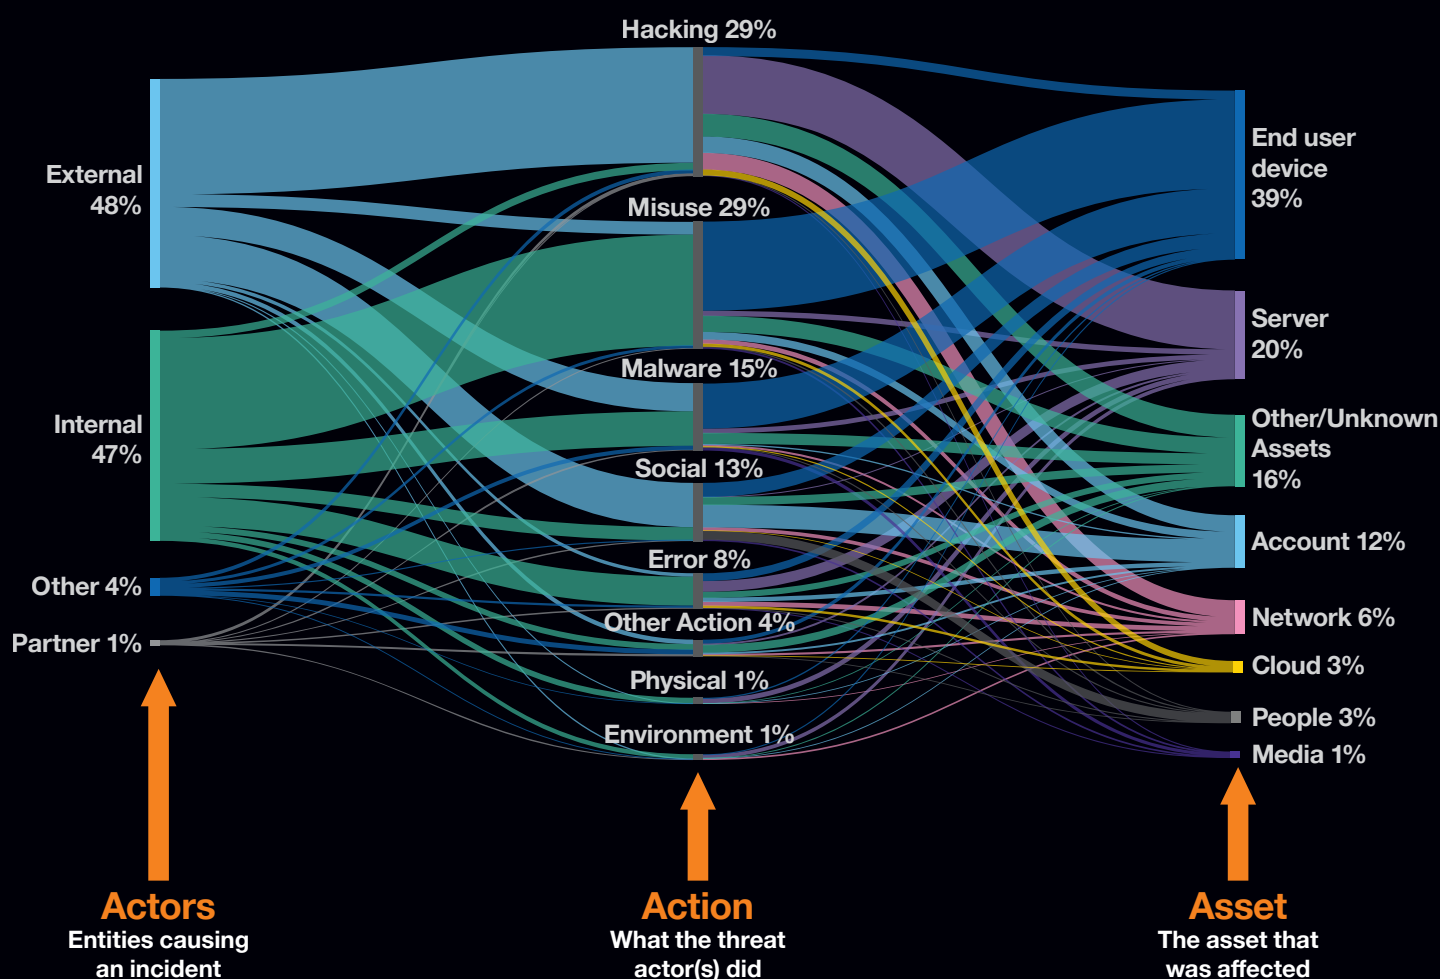 External
48%
Internal
47%
Other 4%
Partner 1%
Hacking 29%
Misuse 29%
Malware 15%
Social 13%
Error 8%
Other Action 4%
Physical 1%
Environment 1%
End user
device
39%
Server
20%
Other/Unknown
Assets
16%
Account 12%
Network 6%
Cloud 3%
People 3%
Media 1%
Actors
Entities causing
an incident
Action
What the threat
actor(s) did
Asset
The asset that
was affected